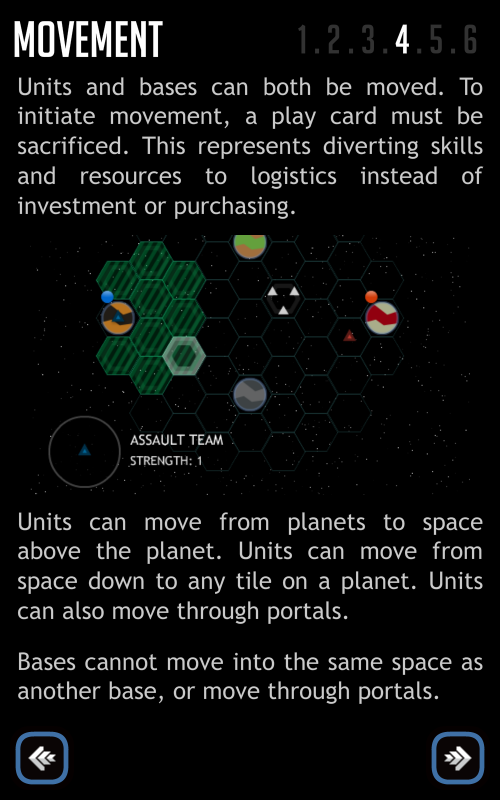 MOVEMENT
1.2.3.4.5.6
Units and bases can both be moved. To
initiate movement, a play card must be
sacrificed. This represents diverting skills
and resources to logistics instead of
investment or purchasing.
ASSAULT TEAM
STRENGTH: 1
Units can move from planets to space
above the planet. Units can move from
space down to any tile on a planet. Units
can also move through portals.
Bases cannot move into the same space as
another base, or move through portals.